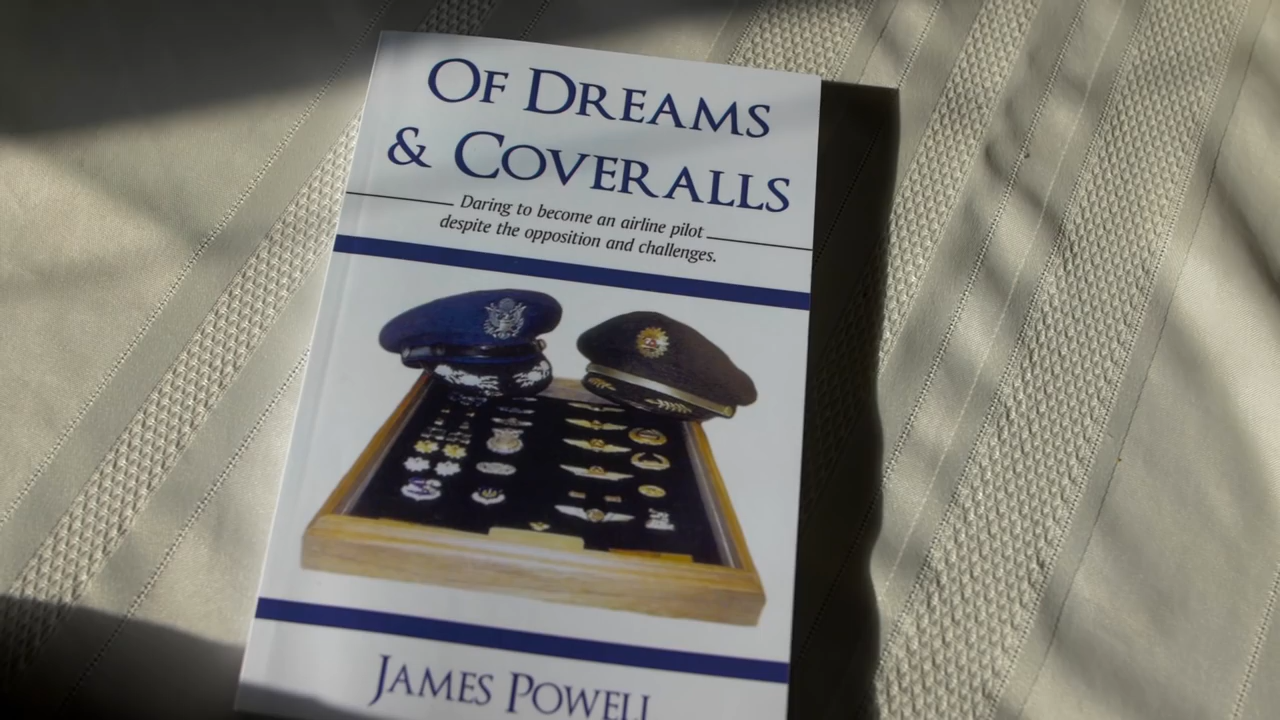 OF DREAMS
& COVERALLS
Daring to become an airline pilot
despite the opposition and challenges.
JAMES POWELL